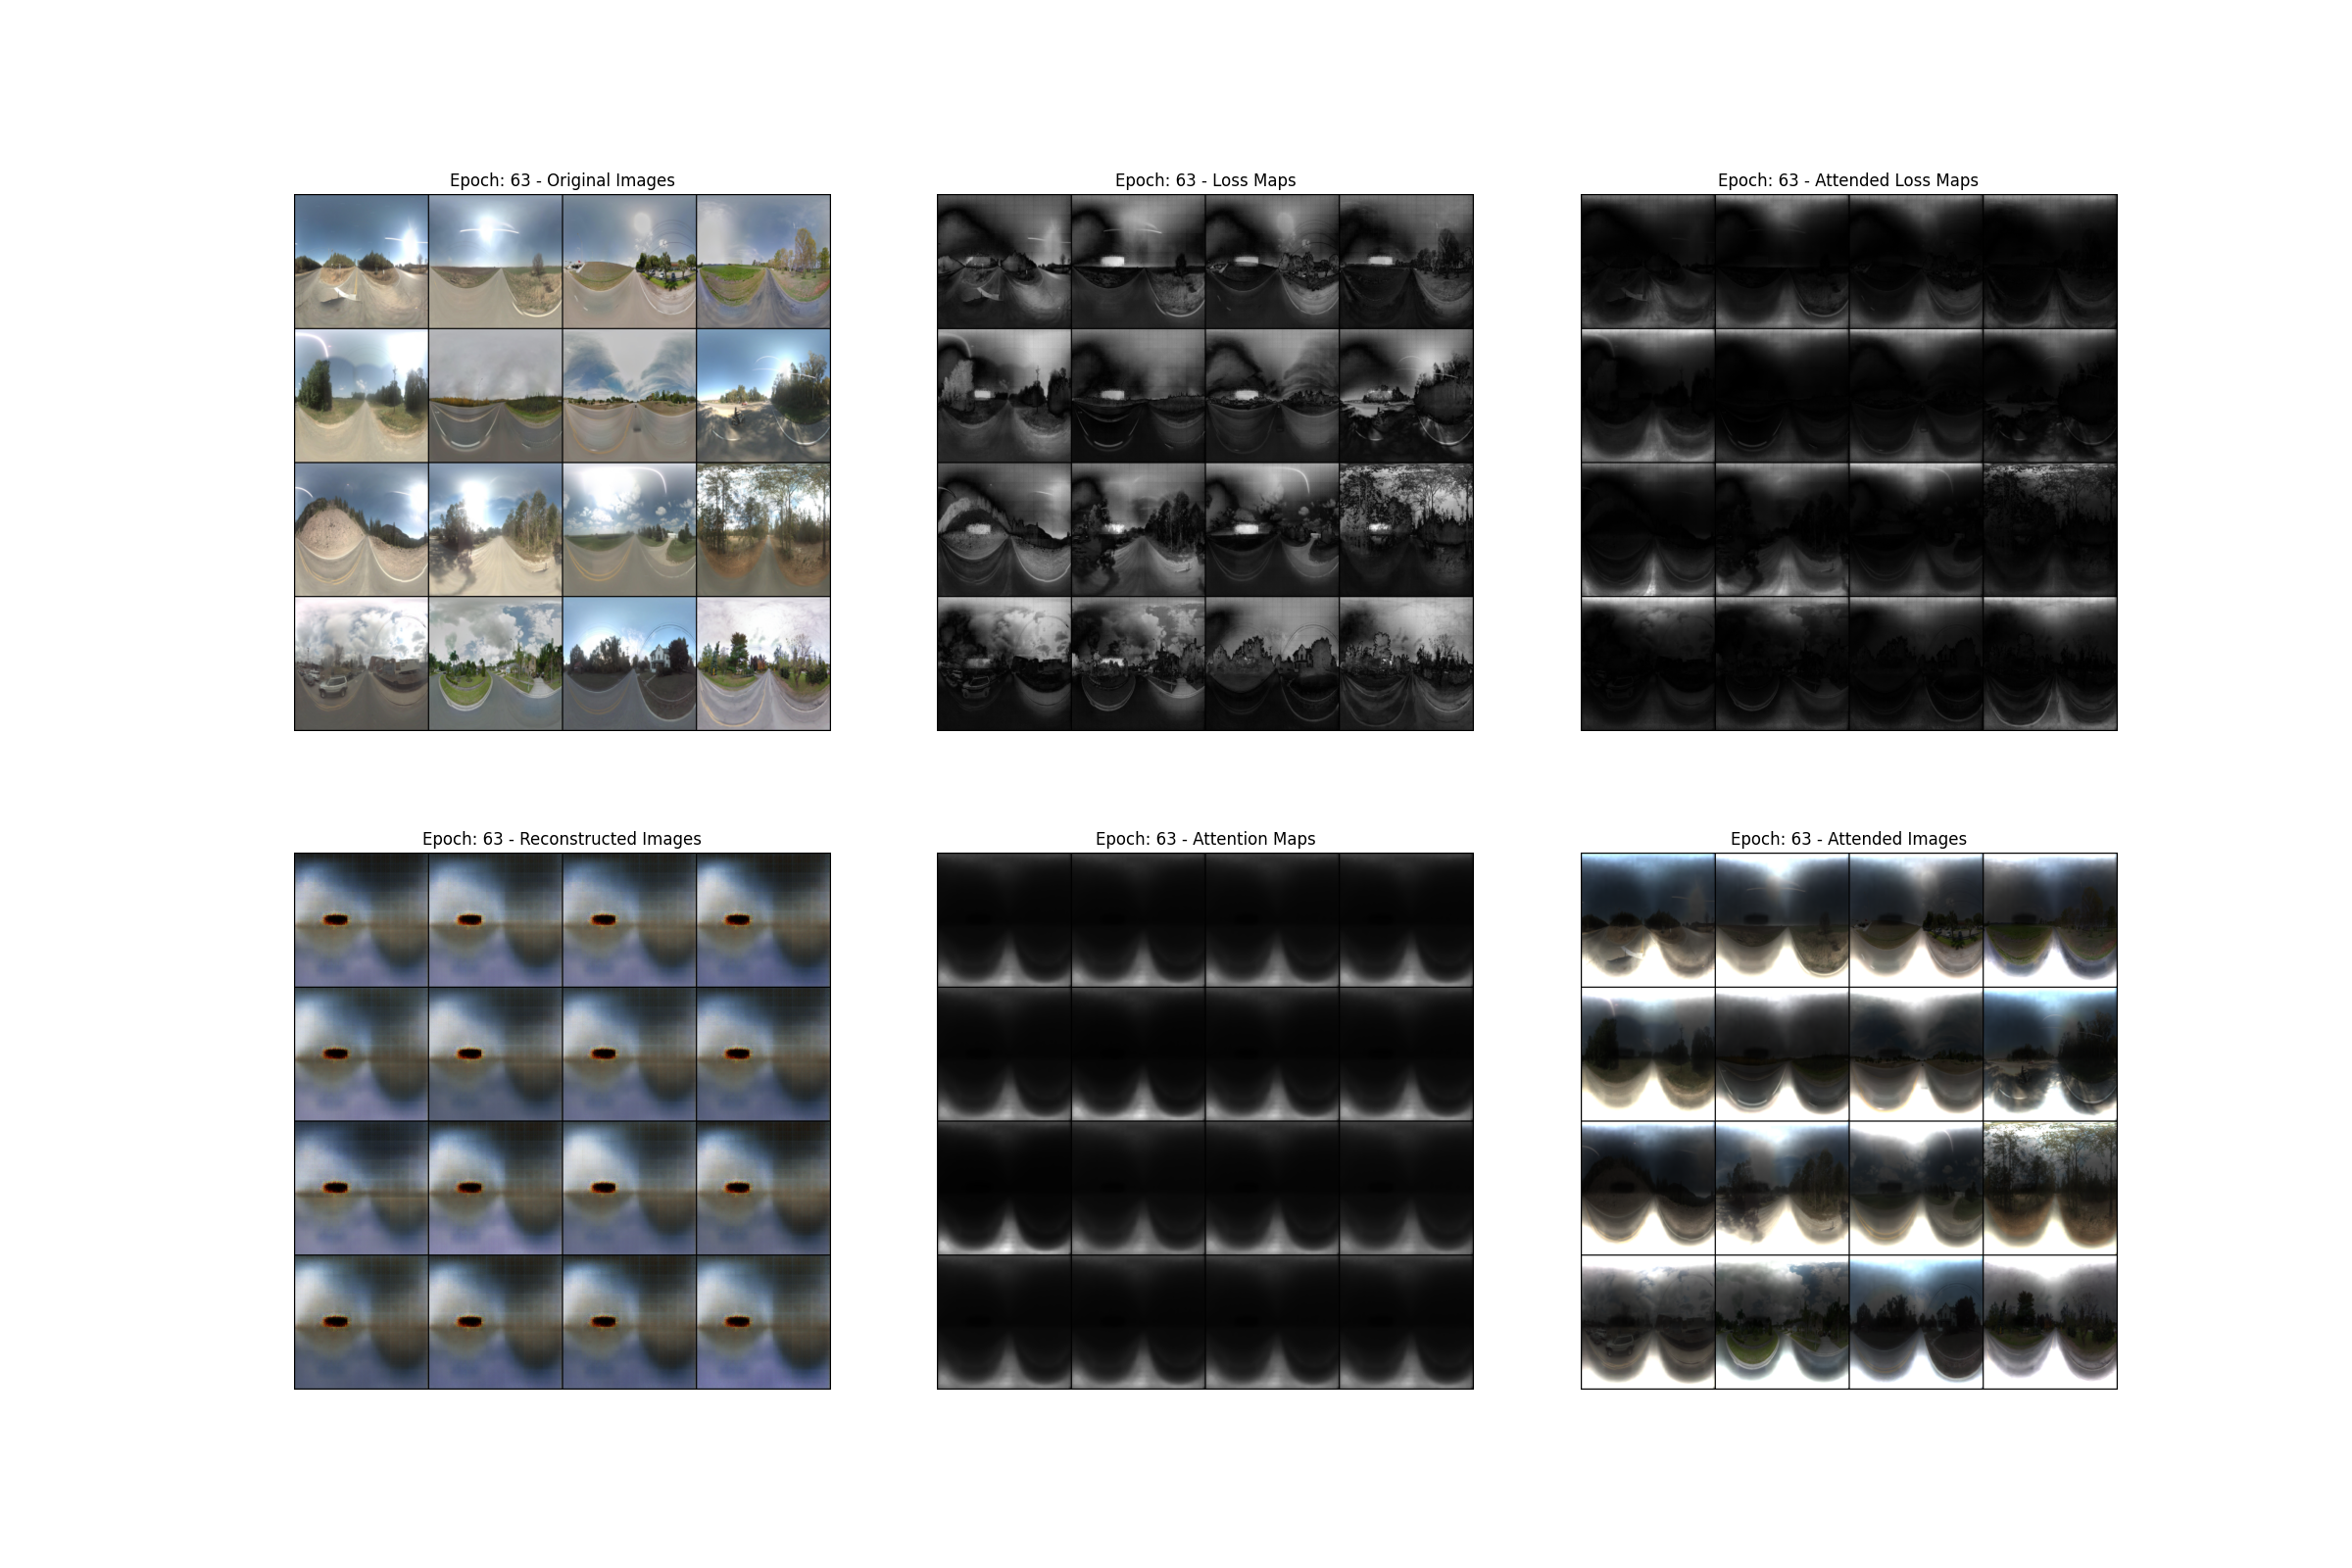 Epoch: 63 - Original Images
Epoch: 63 - Loss Maps
Epoch: 63 - Attended Loss Maps
Epoch: 63 - Reconstructed Images
Epoch: 63 - Attention Maps
Epoch: 63 - Attended Images